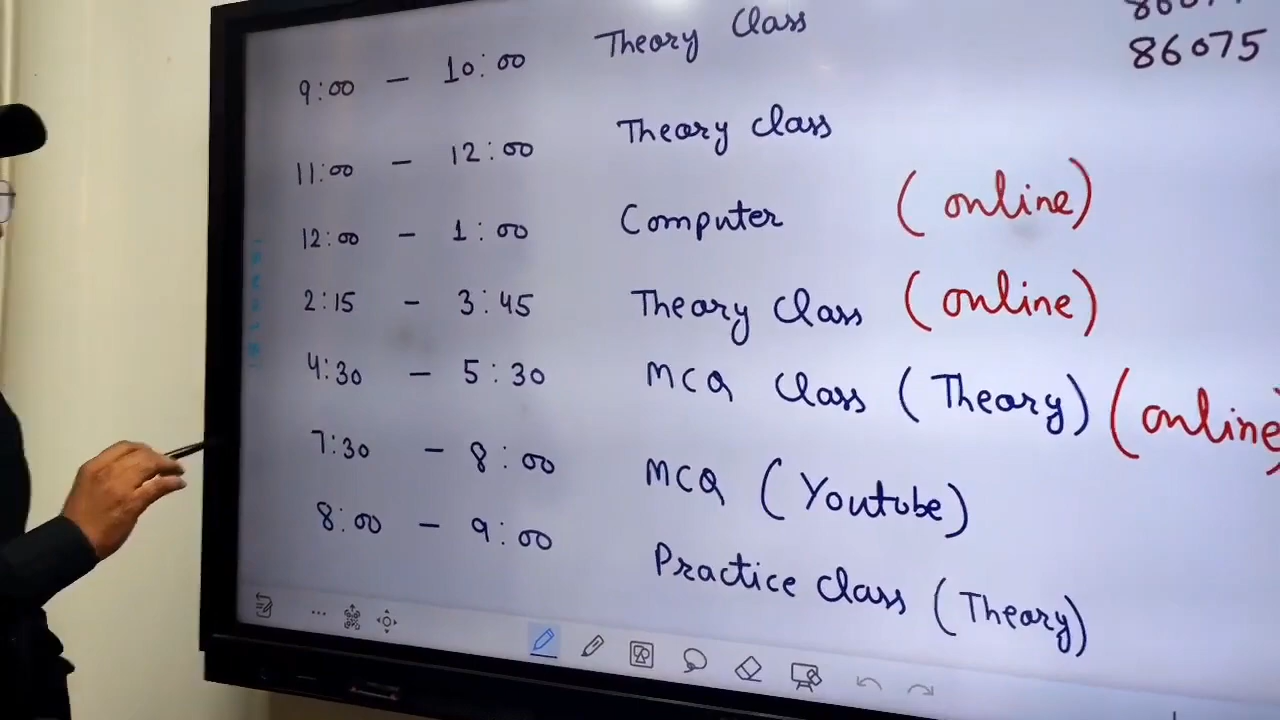 9:00 - 10:00 Theory Class
86075
11:00 - 12:00 Theory class
12:00 - 1:00 Computer (online)
2:15 - 3:45 Theory Class (online)
4:30 - 5:30 MCQ Class (Theory) (online)
7:30 - 8:00 MCQ (Youtube)
8:00 - 9:00 Practice Class (Theory)